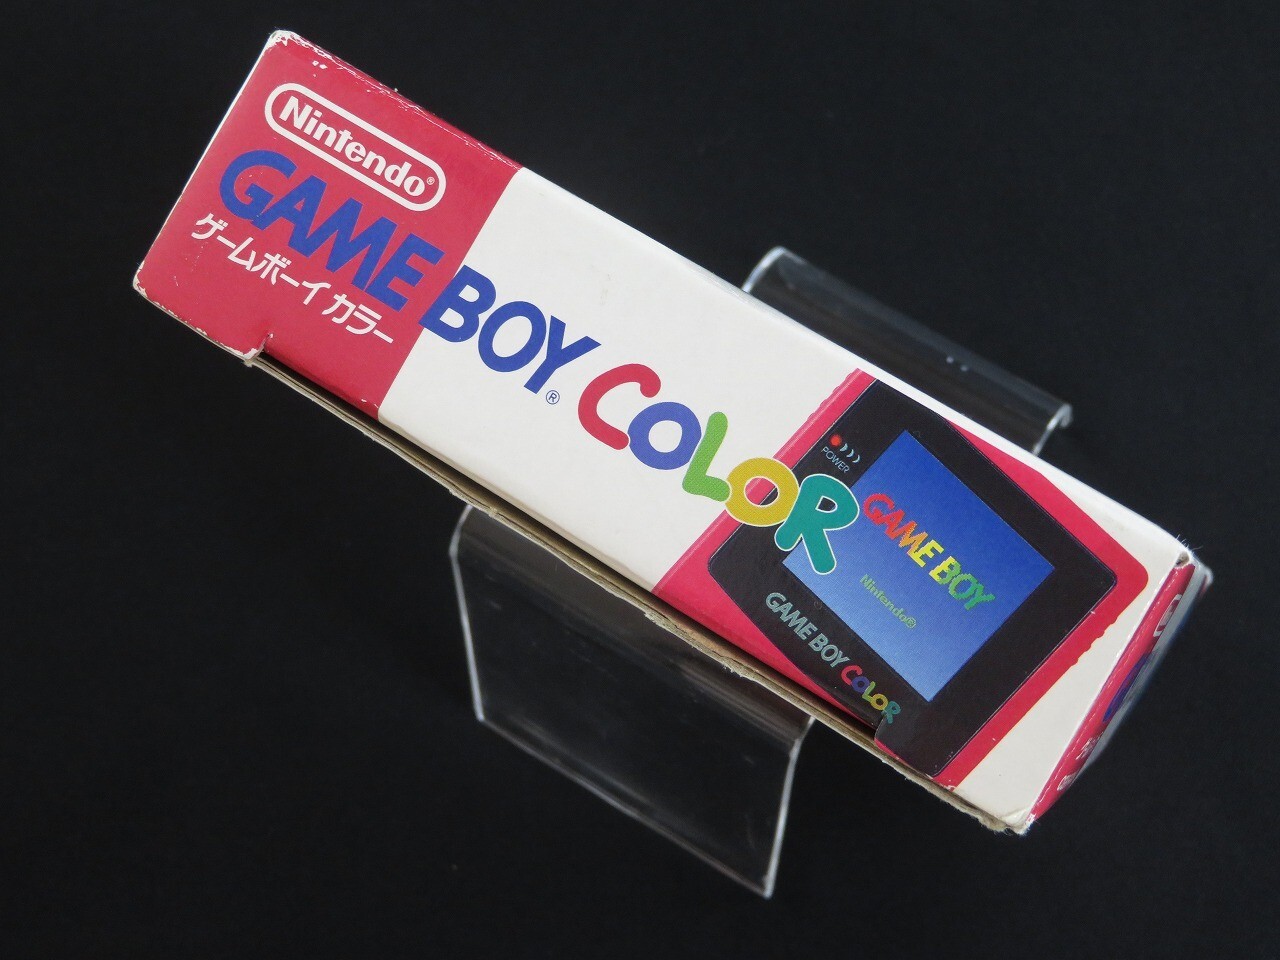 Nintendo®
GAME BOY® COLOR
ゲームボーイ カラー
POWER
GAME BOY
Nintendo®
GAME BOY COLOR